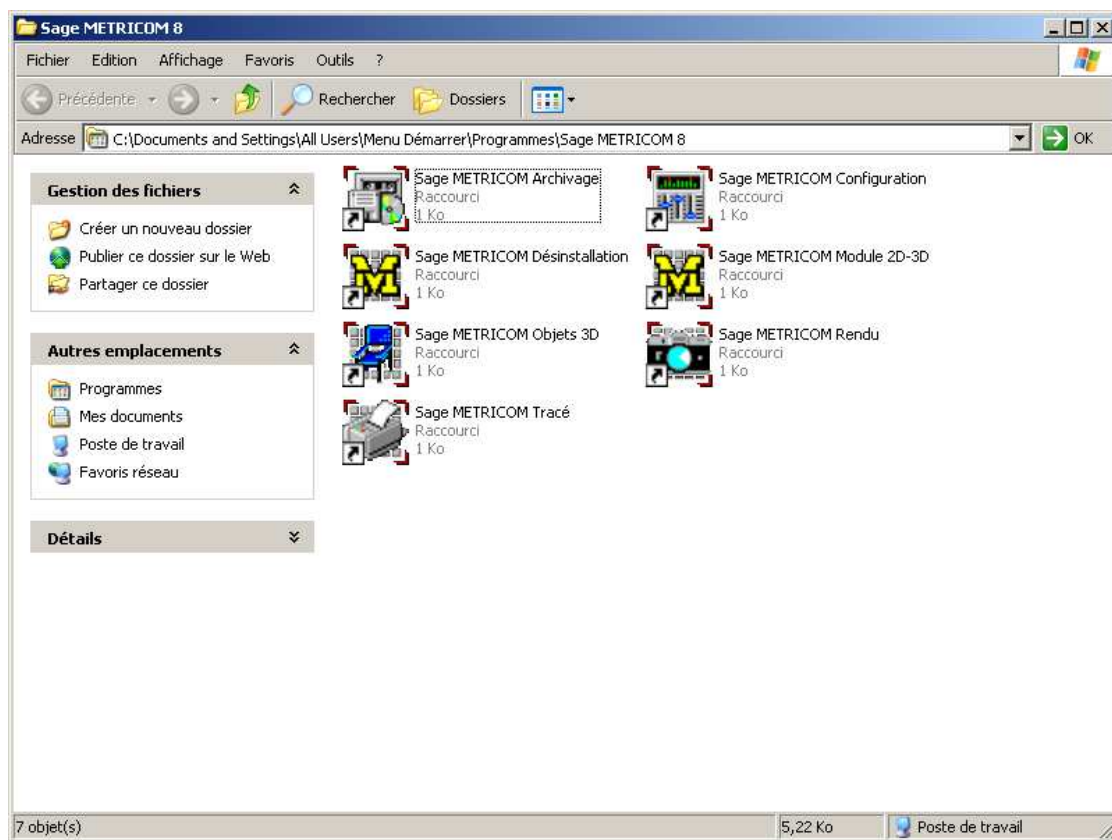 Sage METRICOM 8
Fichier Edition Affichage Favoris Outils ?
Précédente Rechercher Dossiers
Adresse C:\Documents and Settings\All Users\Menu Démarrer\Programmes\Sage METRICOM 8 OK
Gestion des fichiers
Créer un nouveau dossier
Publier ce dossier sur le Web
Partager ce dossier
Autres emplacements
Programmes
Mes documents
Poste de travail
Favoris réseau
Détails
Sage METRICOM Archivage
Raccourci
1 Ko
Sage METRICOM Configuration
Raccourci
1 Ko
Sage METRICOM Désinstallation
Raccourci
1 Ko
Sage METRICOM Module 2D-3D
Raccourci
1 Ko
Sage METRICOM Objets 3D
Raccourci
1 Ko
Sage METRICOM Rendu
Raccourci
1 Ko
Sage METRICOM Tracé
Raccourci
1 Ko
7 objet(s) 5,22 Ko Poste de travail